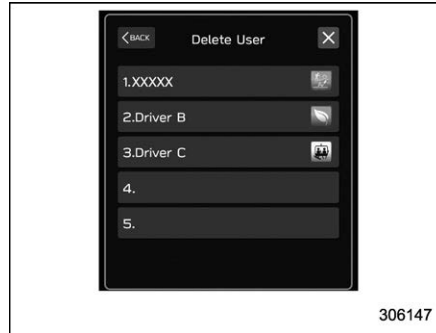 BACK
Delete User
1.XXXXX
2.Driver B
3.Driver C
4.
5.
306147